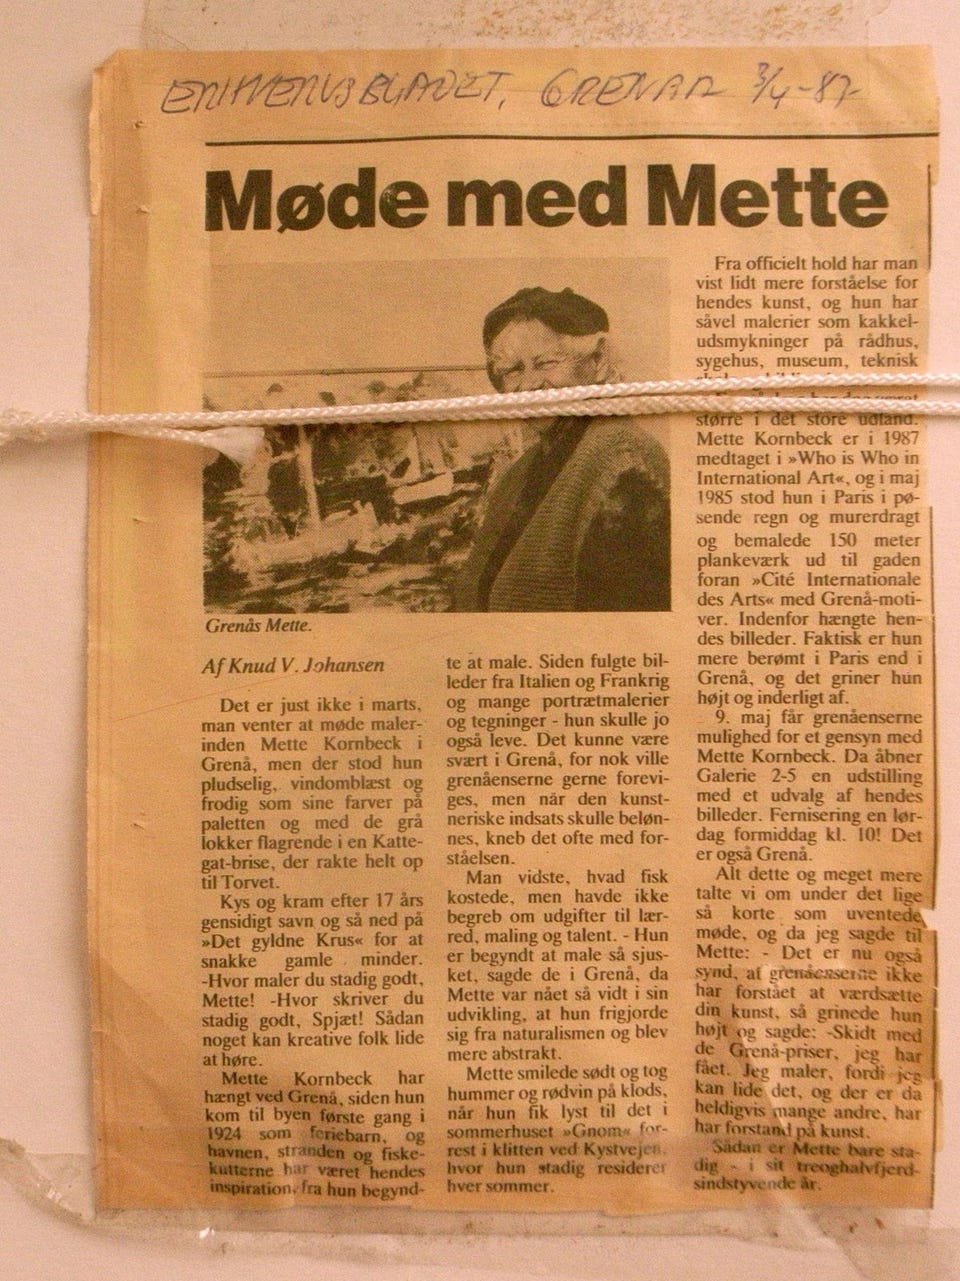 ERHVERVSBLADET, GRENAA 3/4-87
Møde med Mette
Grenås Mette.
Af Knud V. Johansen
Det er just ikke i marts,
man venter at møde maler-
inden Mette Kornbeck i
Grenå, men der stod hun
pludselig, vindomblæst og
frodig som sine farver på
paletten og med de grå
lokker flagrende i en Katte-
gat-brise, der rakte helt op
til Torvet.
Kys og kram efter 17 års
gensidigt savn og så ned på
»Det gyldne Krus« for at
snakke gamle minder.
-Hvor maler du stadig godt,
Mette! -Hvor skriver du
stadig godt, Spjæt! Sådan
noget kan kreative folk lide
at høre.
Mette Kornbeck har
hængt ved Grenå, siden hun
kom til byen første gang i
1924 som feriebarn, og
havnen, stranden og fiske-
kutterne har været hendes
inspiration, fra hun begynd-
te at male. Siden fulgte bil-
leder fra Italien og Frankrig
og mange portrætmalerier
og tegninger - hun skulle jo
også leve. Det kunne være
svært i Grenå, for nok ville
grenåenserne gerne forevi-
ges, men når den kunst-
neriske indsats skulle beløn-
nes, kneb det ofte med for-
ståelsen.
Man vidste, hvad fisk
kostede, men havde ikke
begreb om udgifter til lær-
red, maling og talent. - Hun
er begyndt at male så sjus-
ket, sagde de i Grenå, da
Mette var nået så vidt i sin
udvikling, at hun frigjorde
sig fra naturalismen og blev
mere abstrakt.
Mette smilede sødt og tog
hummer og rødvin på klods,
når hun fik lyst til det i
sommerhuset »Gnom« for-
rest i klitten ved Kystvejen,
hvor hun stadig residerer
hver sommer.
Fra officielt hold har man
vist lidt mere forståelse for
hendes kunst, og hun har
såvel malerier som kakkel-
udsmykninger på rådhus,
sygehus, museum, teknisk
større i det store udland.
Mette Kornbeck er i 1987
medtaget i »Who is Who in
International Art«, og i maj
1985 stod hun i Paris i pø-
sende regn og murerdragt
og bemalede 150 meter
plankeværk ud til gaden
foran »Cité Internationale
des Arts« med Grenå-moti-
ver. Indenfor hængte hen-
des billeder. Faktisk er hun
mere berømt i Paris end i
Grenå, og det griner hun
højt og inderligt af.
9. maj får grenåenserne
mulighed for et gensyn med
Mette Kornbeck. Da åbner
Galerie 2-5 en udstilling
med et udvalg af hendes
billeder. Fernisering en lør-
dag formiddag kl. 10! Det
er også Grenå.
Alt dette og meget mere
talte vi om under det lige
så korte som uventede
møde, og da jeg sagde til
Mette: - Det er nu også
synd, at grenåenserne ikke
har forstået at værdsætte
din kunst, så grinede hun
højt og sagde: -Skidt med
de Grenå-priser, jeg har
fået. Jeg maler, fordi jeg
kan lide det, og der er da
heldigvis mange andre, har
har forstand på kunst.
Sådan er Mette bare sta-
dig - i sit treoghalvfjerd-
sindstyvende år.